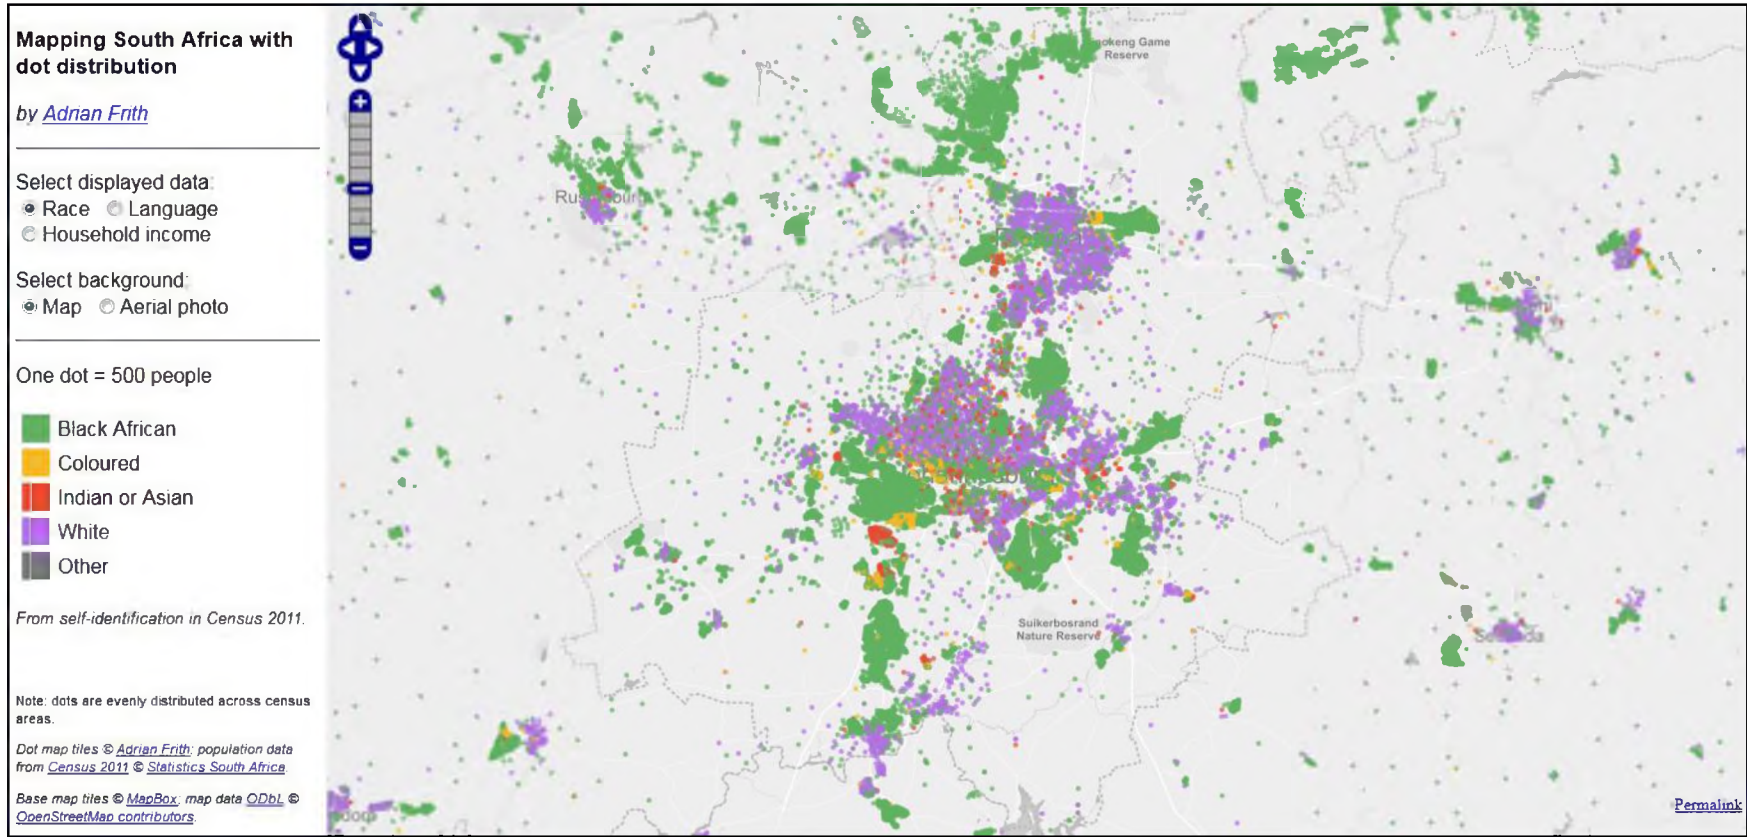 Mapping South Africa with
dot distribution
by Adrian Frith
Select displayed data:
Race Language
Household income
Select background:
Map Aerial photo
One dot = 500 people
Black African
Coloured
Indian or Asian
White
Other
From self-identification in Census 2011.
Note: dots are evenly distributed across census
areas.
Dot map tiles © Adrian Frith; population data
from Census 2011 © Statistics South Africa.
Base map tiles © MapBox; map data ODbL ©
OpenStreetMap contributors.
Game
Reserve
Suikerbosrand
Nature Reserve
Permalink